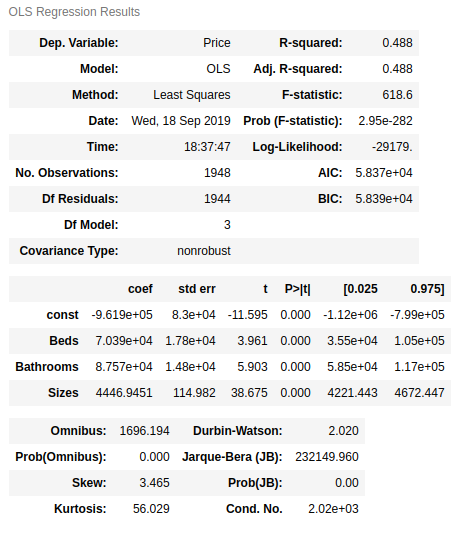 OLS Regression Results
Dep. Variable: Price R-squared: 0.488
Model: OLS Adj. R-squared: 0.488
Method: Least Squares F-statistic: 618.6
Date: Wed, 18 Sep 2019 Prob (F-statistic): 2.95e-282
Time: 18:37:47 Log-Likelihood: -29179.
No. Observations: 1948 AIC: 5.837e+04
Df Residuals: 1944 BIC: 5.839e+04
Df Model: 3
Covariance Type: nonrobust
coef std err t P>|t| [0.025 0.975]
const -9.619e+05 8.3e+04 -11.595 0.000 -1.12e+06 -7.99e+05
Beds 7.039e+04 1.78e+04 3.961 0.000 3.55e+04 1.05e+05
Bathrooms 8.757e+04 1.48e+04 5.903 0.000 5.85e+04 1.17e+05
Sizes 4446.9451 114.982 38.675 0.000 4221.443 4672.447
Omnibus: 1696.194 Durbin-Watson: 2.020
Prob(Omnibus): 0.000 Jarque-Bera (JB): 232149.960
Skew: 3.465 Prob(JB): 0.00
Kurtosis: 56.029 Cond. No. 2.02e+03